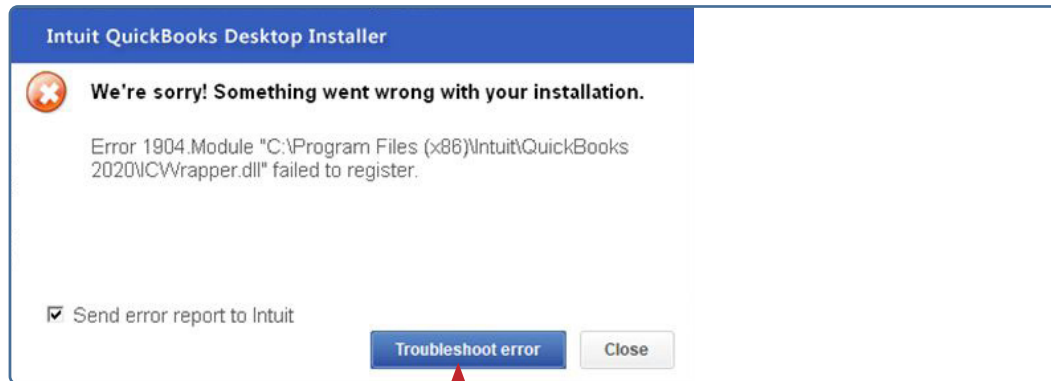 Intuit QuickBooks Desktop Installer
We're sorry! Something went wrong with your installation.
Error 1904.Module "C:\Program Files (x86)\Intuit\QuickBooks
2020\ICWrapper.dll" failed to register.
Send error report to Intuit
Troubleshoot error
Close